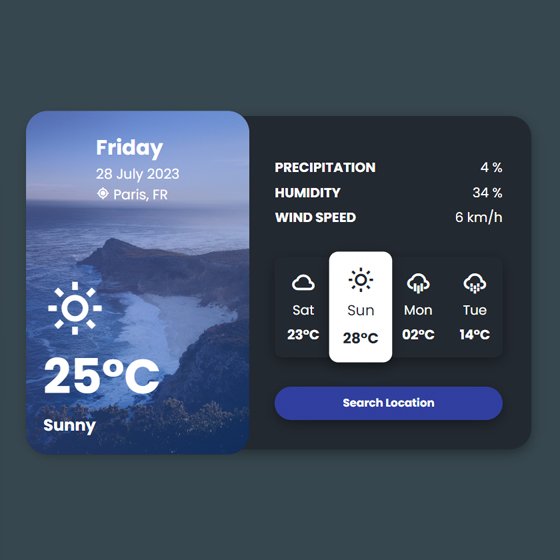 Friday
28 July 2023
Paris, FR
25°C
Sunny
PRECIPITATION 4 %
HUMIDITY 34 %
WIND SPEED 6 km/h
Sat Sun Mon Tue
23°C 28°C 02°C 14°C
Search Location